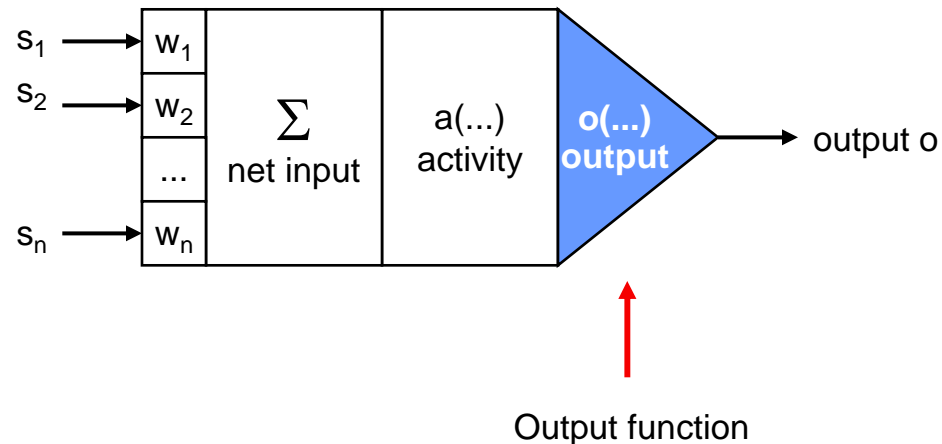 s₁
w₁
s₂
w₂
...
sₙ
wₙ
Σ
net input
a(...)
activity
o(...)
output
output o
Output function